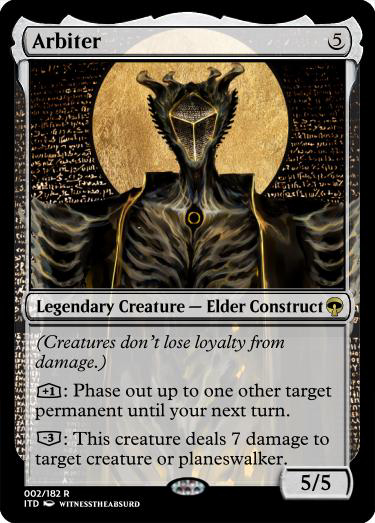 Arbiter 5
Legendary Creature — Elder Construct
(Creatures don't lose loyalty from
damage.)
+1: Phase out up to one other target
permanent until your next turn.
-3: This creature deals 7 damage to
target creature or planeswalker.
5/5
002/182 R
ITD WITNESSTHEABSURD